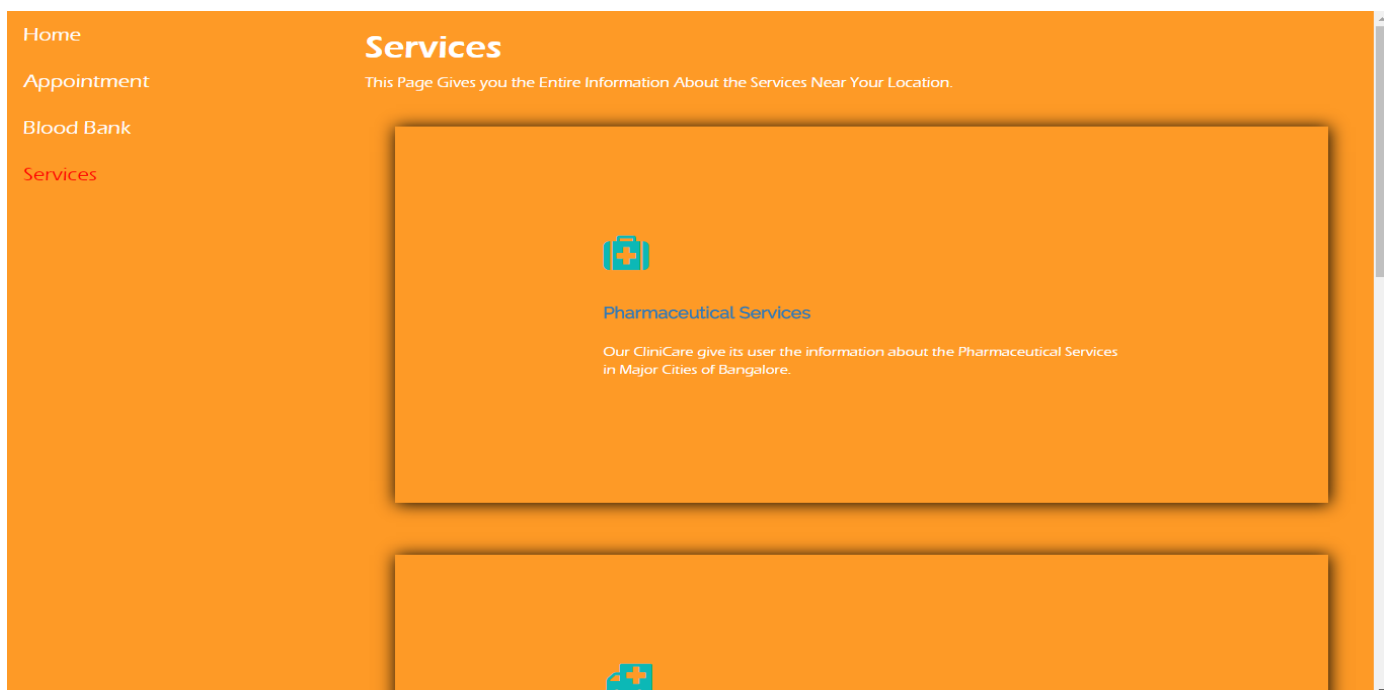 Home
Appointment
Blood Bank
Services
Services
This Page Gives you the Entire Information About the Services Near Your Location.
Pharmaceutical Services
Our CliniCare give its user the information about the Pharmaceutical Services
in Major Cities of Bangalore.